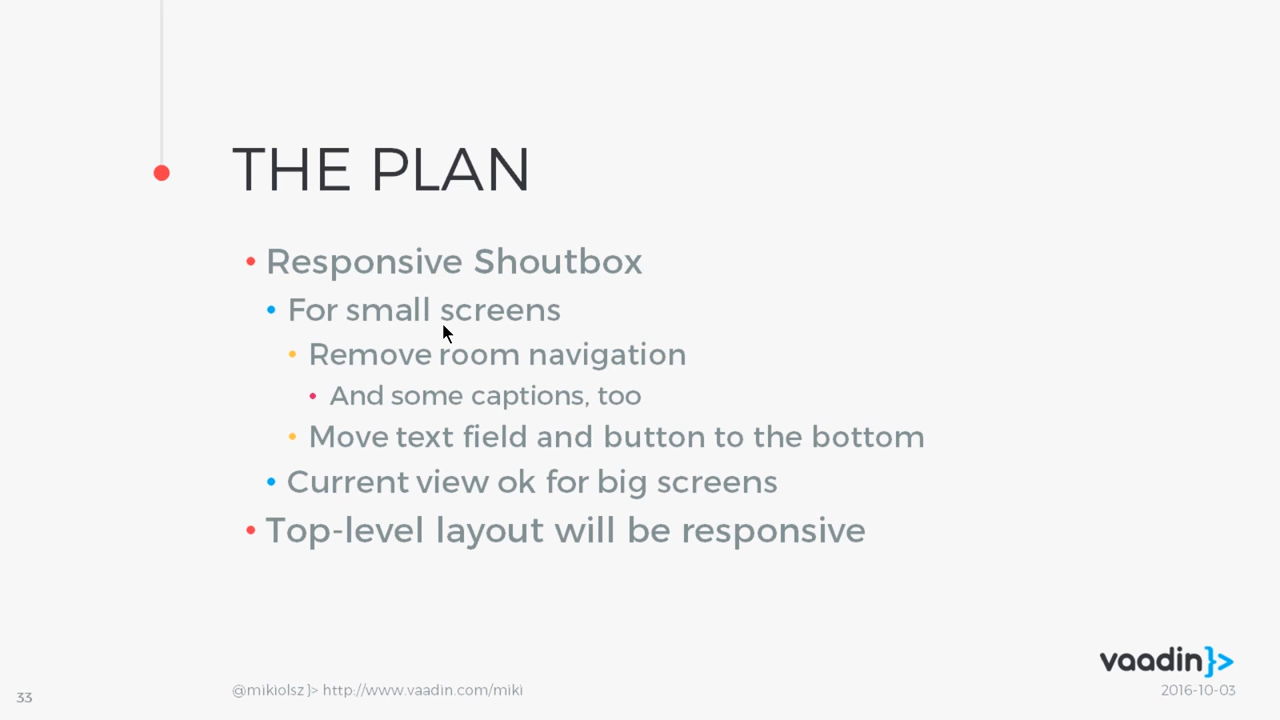 THE PLAN
• Responsive Shoutbox
• For small screens
• Remove room navigation
• And some captions, too
• Move text field and button to the bottom
• Current view ok for big screens
• Top-level layout will be responsive
vaadin}>
33
@mikiolsz }> http://www.vaadin.com/miki
2016-10-03